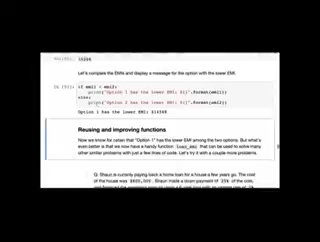 Let's compare the EMIs and display a message for the option with the lower EMI.
if emi1 < emi2:
print("Option 1 has the lower EMI: ${}".format(emi1))
else:
print("Option 2 has the lower EMI: ${}".format(emi2))
Option 1 has the lower EMI: $14568
Reusing and improving functions
Now we know for certain that "Option 1" has the lower EMI among the two options. But what's
even better is that we now have a handy function loan_emi that can be used to solve many
other similar problems with just a few lines of code. Let's try it with a couple more problems.
Q: Shaun is currently paying back a home loan for a house a few years go. The cost
of the house was $800,000. Shaun made a down payment of 25% of the price.